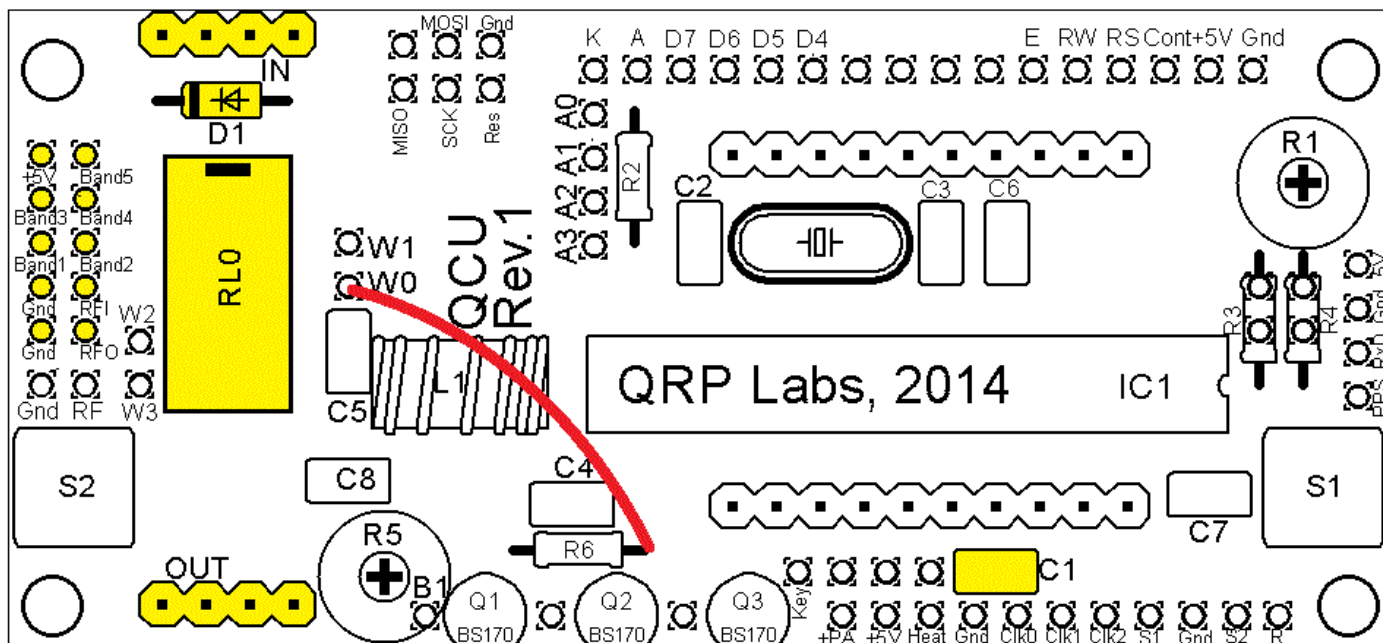 MOSI Gnd
IN
MISO SCK Res
K A D7 D6 D5 D4 E RW RS Cont +5V Gnd
D1
A0
A1
A2
A3
R2
R1
C2 C3 C6
+5V Band5
Band3 Band4
Band1 Band2
Gnd RFI
Gnd RFO
W2
Gnd RF W3
RL0
W1
W0
QCU
Rev.1
L1
C5
QRP Labs, 2014 IC1
R3 R4
5V
Gnd
RxD
PPS
S2
C8
C4
R6
R5
S1
C7
OUT
B1
Q1
BS170
Q2
BS170
Q3
BS170
Key
C1
+PA +5V Heat Gnd Clk0 Clk1 Clk2 S1 Gnd S2 R